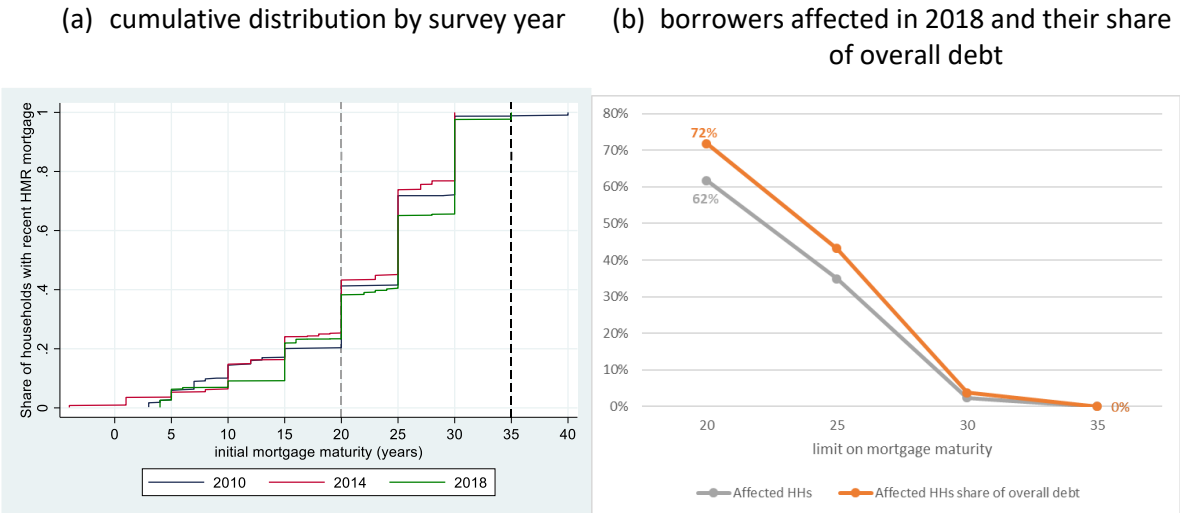 (a) cumulative distribution by survey year
(b) borrowers affected in 2018 and their share
of overall debt
Share of households with recent HMR mortgage
1
.8
.6
.4
.2
0
0 5 10 15 20 25 30 35 40
initial mortgage maturity (years)
2010 2014 2018
80%
70%
60%
50%
40%
30%
20%
10%
0%
72%
62%
0%
20 25 30 35
limit on mortgage maturity
Affected HHs Affected HHs share of overall debt